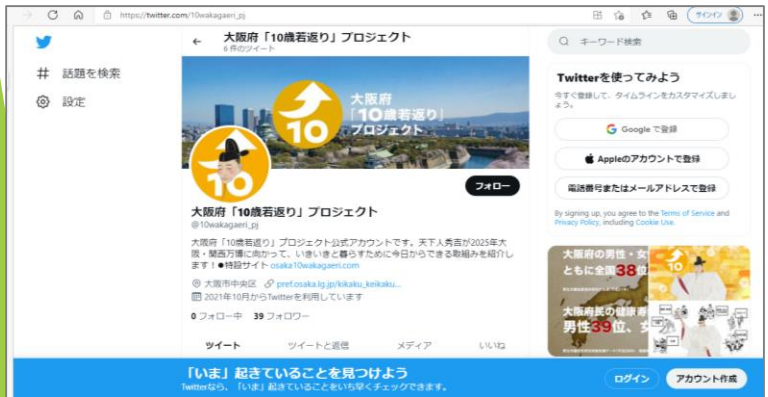 https://twitter.com/10wakagaeri_pj
サインイン
大阪府「10歳若返り」プロジェクト
6 件のツイート
キーワード検索
話題を検索
設定
大阪府
「10歳若返り」
プロジェクト
10
10
フォロー
大阪府「10歳若返り」プロジェクト
@10wakagaeri_pj
大阪府「10歳若返り」プロジェクト公式アカウントです。天下人秀吉が2025年大
阪・関西万博に向かって、いきいきと暮らすために今日からできる取組みを紹介し
ます！●特設サイト osaka10wakagaeri.com
大阪市中央区 pref.osaka.lg.jp/kikaku_keikaku...
2021年10月からTwitterを利用しています
0 フォロー中 39 フォロワー
ツイート ツイートと返信 メディア いいね
Twitterを使ってみよう
今すぐ登録して、タイムラインをカスタマイズしまし
ょう。
Google で登録
Appleのアカウントで登録
電話番号またはメールアドレスで登録
By signing up, you agree to the Terms of Service and
Privacy Policy, including Cookie Use.
大阪府の男性・女
ともに全国38位
大阪府民の健康寿
男性39位、女
10
「いま」起きていることを見つけよう
Twitterなら、「いま」起きていることをいち早くチェックできます。
ログイン
アカウント作成